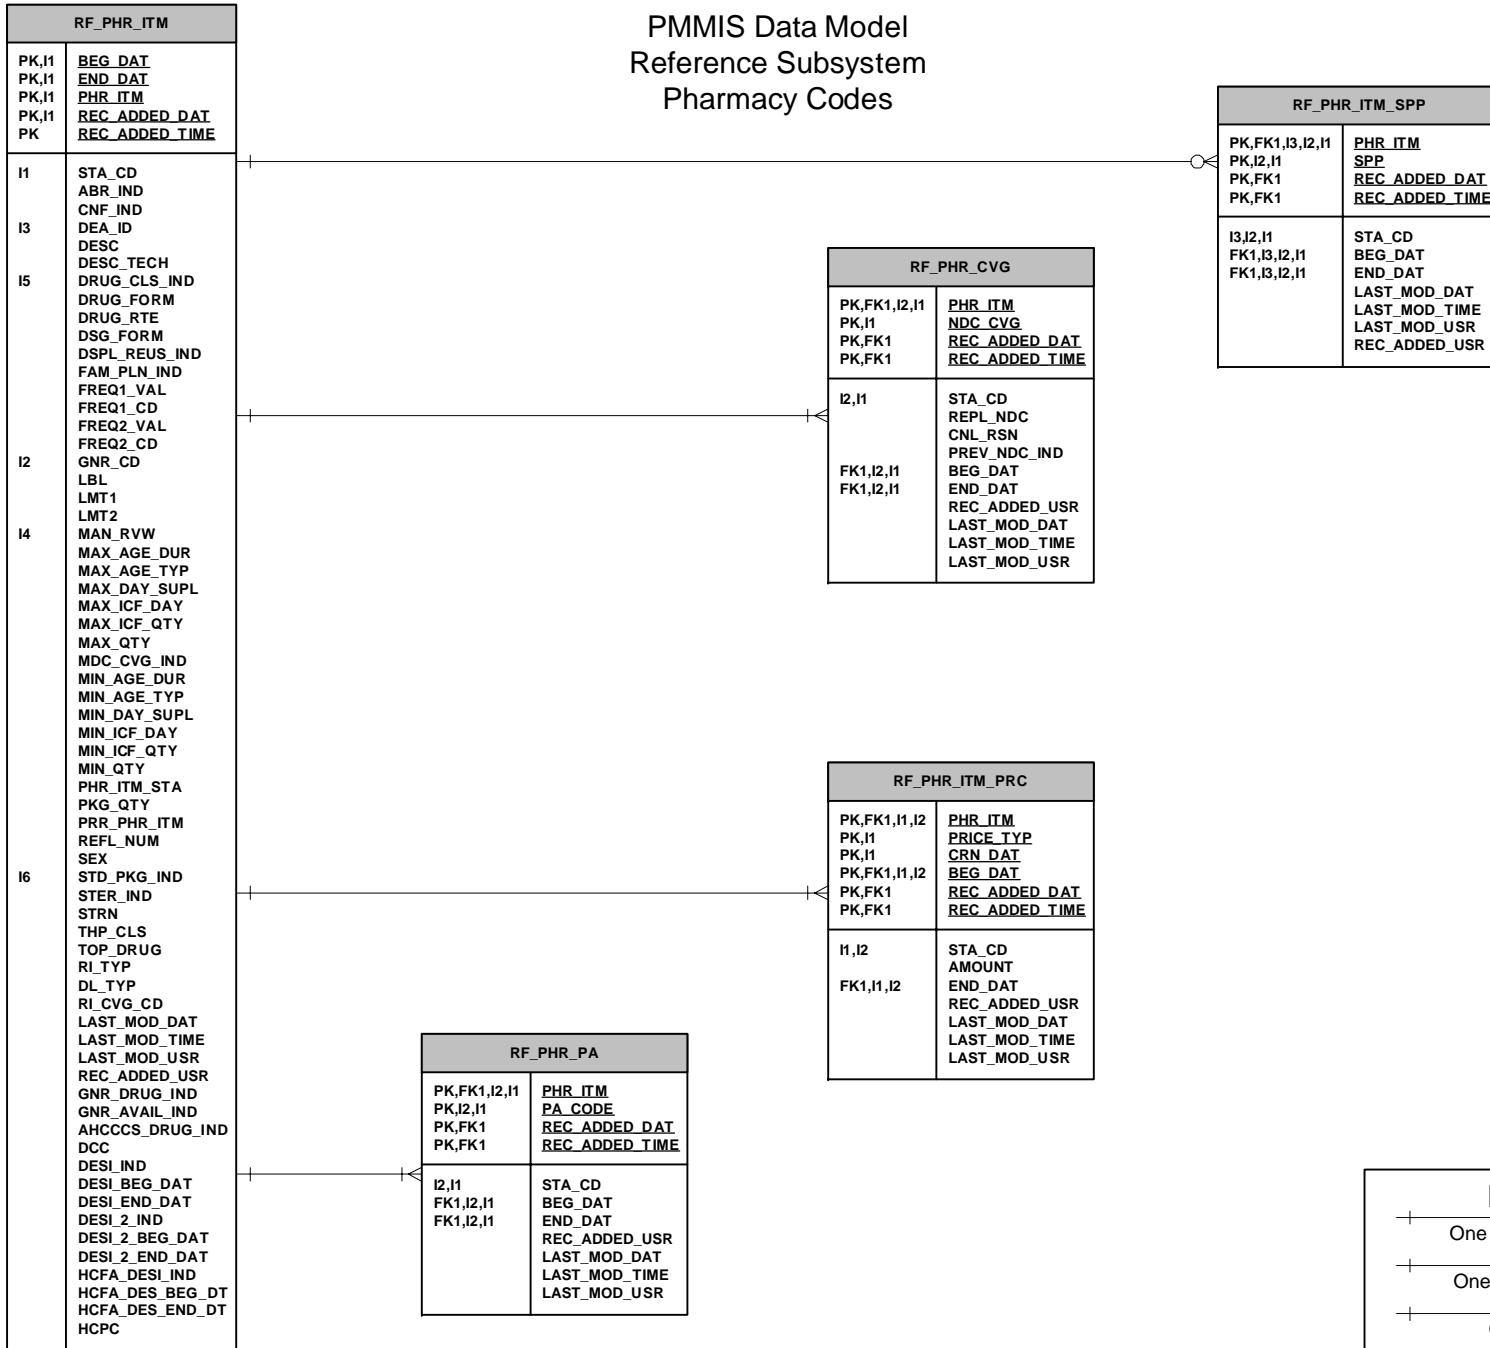 PMMIS Data Model
Reference Subsystem
Pharmacy Codes
RF_PHR_ITM
PK,I1 BEG_DAT
PK,I1 END_DAT
PK,I1 PHR_ITM
PK,I1 REC_ADDED_DAT
PK REC_ADDED_TIME
I1 STA_CD
ABR_IND
CNF_IND
I3 DEA_ID
DESC
DESC_TECH
I5 DRUG_CLS_IND
DRUG_FORM
DRUG_RTE
DSG_FORM
DSPL_REUS_IND
FAM_PLN_IND
FREQ1_VAL
FREQ1_CD
FREQ2_VAL
FREQ2_CD
I2 GNR_CD
LBL
LMT1
LMT2
I4 MAN_RVW
MAX_AGE_DUR
MAX_AGE_TYP
MAX_DAY_SUPL
MAX_ICF_DAY
MAX_ICF_QTY
MAX_QTY
MDC_CVG_IND
MIN_AGE_DUR
MIN_AGE_TYP
MIN_DAY_SUPL
MIN_ICF_DAY
MIN_ICF_QTY
MIN_QTY
PHR_ITM_STA
PKG_QTY
PRR_PHR_ITM
REFL_NUM
SEX
I6 STD_PKG_IND
STER_IND
STRN
THP_CLS
TOP_DRUG
RI_TYP
DL_TYP
RI_CVG_CD
LAST_MOD_DAT
LAST_MOD_TIME
LAST_MOD_USR
REC_ADDED_USR
GNR_DRUG_IND
GNR_AVAIL_IND
AHCCCS_DRUG_IND
DCC
DESI_IND
DESI_BEG_DAT
DESI_END_DAT
DESI_2_IND
DESI_2_BEG_DAT
DESI_2_END_DAT
HCFA_DESI_IND
HCFA_DES_BEG_DT
HCFA_DES_END_DT
HCPC
RF_PHR_ITM_SPP
PK,FK1,I3,I2,I1 PHR_ITM
PK,I2,I1 SPP
PK,FK1 REC_ADDED_DAT
PK,FK1 REC_ADDED_TIME
I3,I2,I1 STA_CD
FK1,I3,I2,I1 BEG_DAT
FK1,I3,I2,I1 END_DAT
LAST_MOD_DAT
LAST_MOD_TIME
LAST_MOD_USR
REC_ADDED_USR
RF_PHR_CVG
PK,FK1,I2,I1 PHR_ITM
PK,I1 NDC_CVG
PK,FK1 REC_ADDED_DAT
PK,FK1 REC_ADDED_TIME
I2,I1 STA_CD
REPL_NDC
CNL_RSN
PREV_NDC_IND
FK1,I2,I1 BEG_DAT
FK1,I2,I1 END_DAT
REC_ADDED_USR
LAST_MOD_DAT
LAST_MOD_TIME
LAST_MOD_USR
RF_PHR_ITM_PRC
PK,FK1,I1,I2 PHR_ITM
PK,I1 PRICE_TYP
PK,I1 CRN_DAT
PK,FK1,I1,I2 BEG_DAT
PK,FK1 REC_ADDED_DAT
PK,FK1 REC_ADDED_TIME
I1,I2 STA_CD
AMOUNT
FK1,I1,I2 END_DAT
REC_ADDED_USR
LAST_MOD_DAT
LAST_MOD_TIME
LAST_MOD_USR
RF_PHR_PA
PK,FK1,I2,I1 PHR_ITM
PK,I2,I1 PA_CODE
PK,FK1 REC_ADDED_DAT
PK,FK1 REC_ADDED_TIME
I2,I1 STA_CD
FK1,I2,I1 BEG_DAT
FK1,I2,I1 END_DAT
REC_ADDED_USR
LAST_MOD_DAT
LAST_MOD_TIME
LAST_MOD_USR
One
One